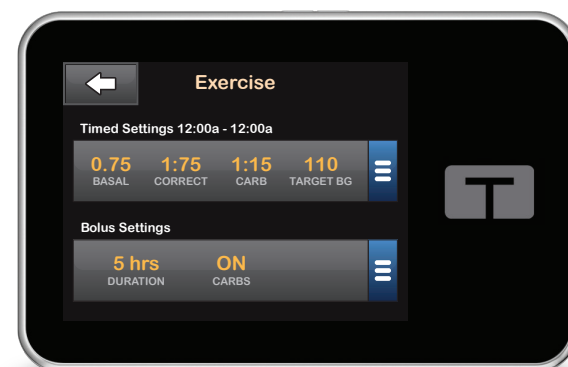 Exercise
Timed Settings 12:00a - 12:00a
0.75 1:75 1:15 110
BASAL CORRECT CARB TARGET BG
Bolus Settings
5 hrs ON
DURATION CARBS
T